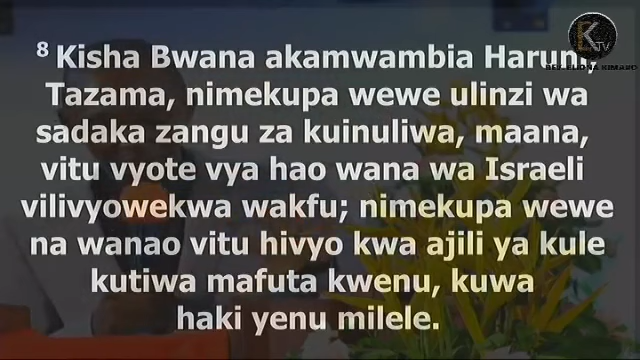 8 Kisha Bwana akamwambia Haruni,
Tazama, nimekupa wewe ulinzi wa
sadaka zangu za kuinuliwa, maana,
vitu vyote vya hao wana wa Israeli
vilivyowekwa wakfu; nimekupa wewe
na wanao vitu hivyo kwa ajili ya kule
kutiwa mafuta kwenu, kuwa
haki yenu milele.
TV